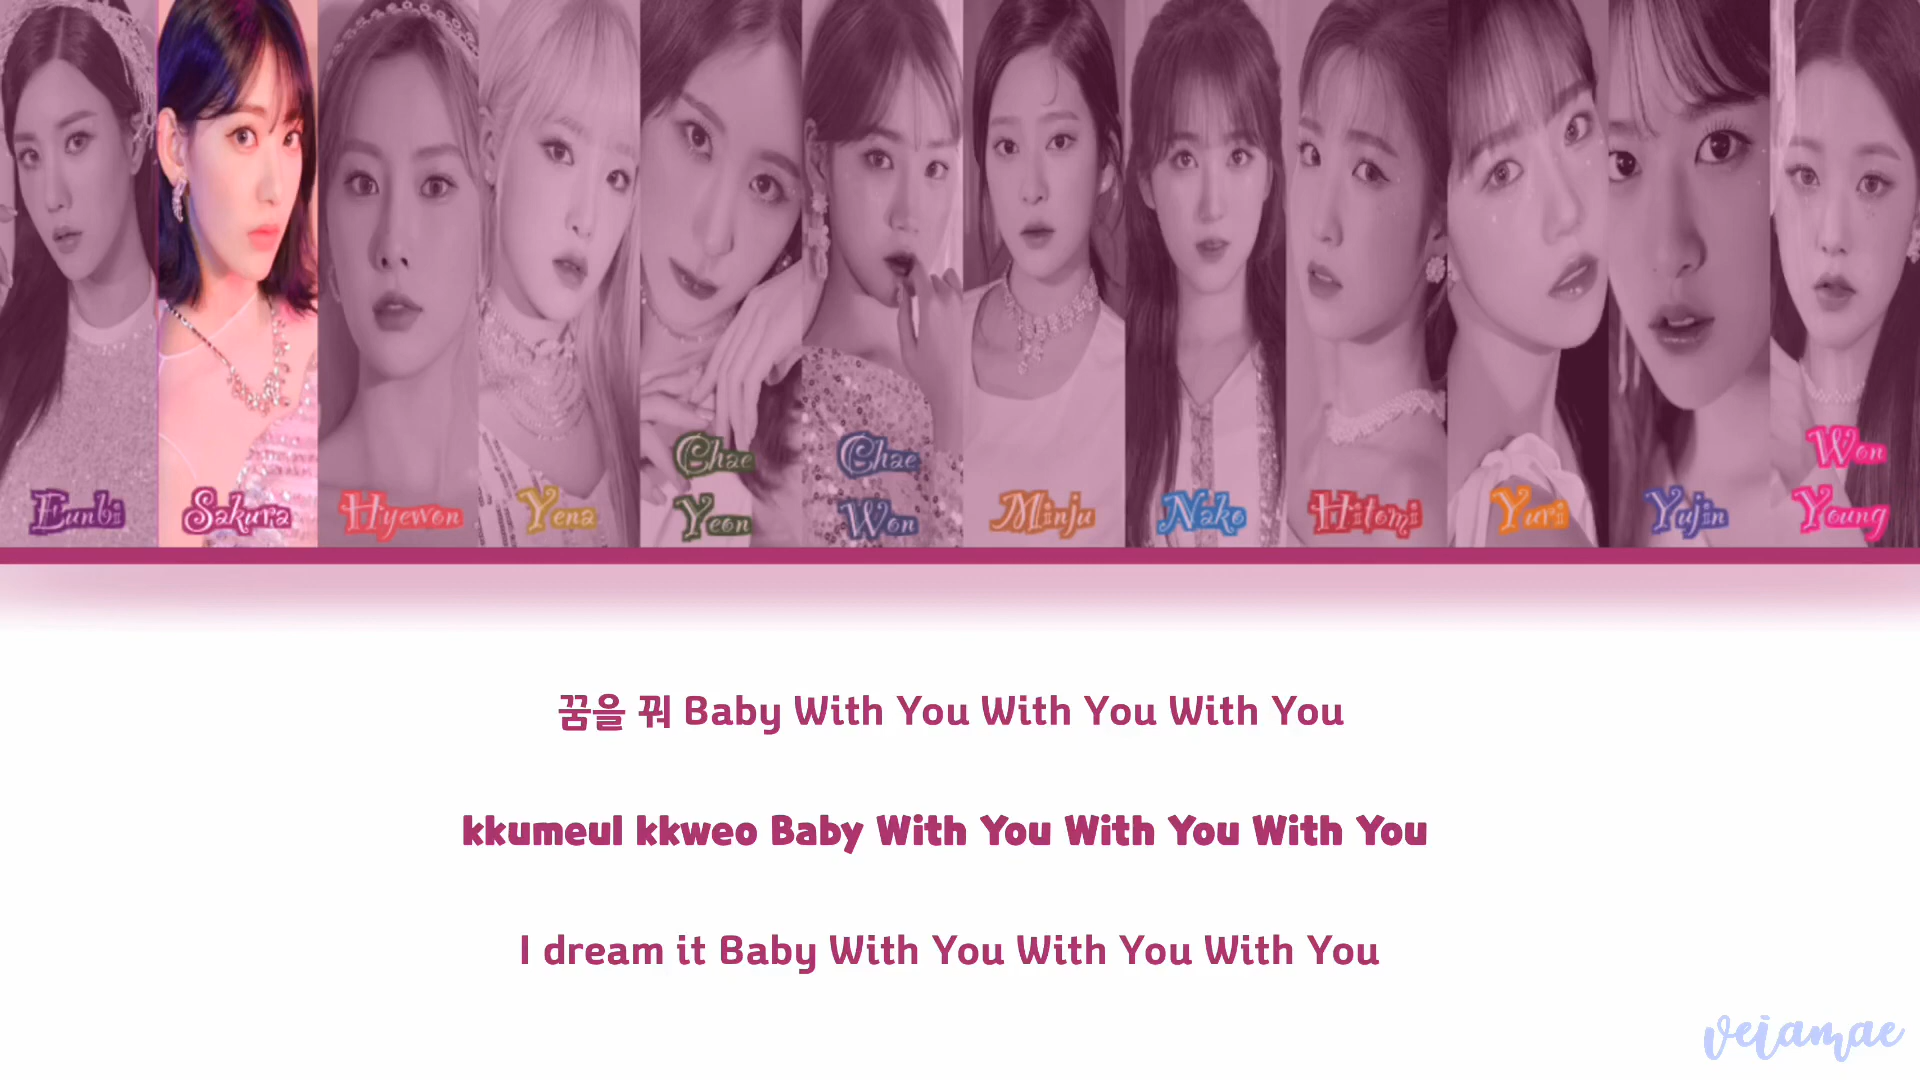 Eunbi
Sakura
Hyewon
Yena
Chae
Yeon
Chae
Won
Minju
Nako
Hitomi
Yuri
Yujin
Won
Young
꿈을 꿔 Baby With You With You With You
kkumeul kkweo Baby With You With You With You
I dream it Baby With You With You With You
veiamae